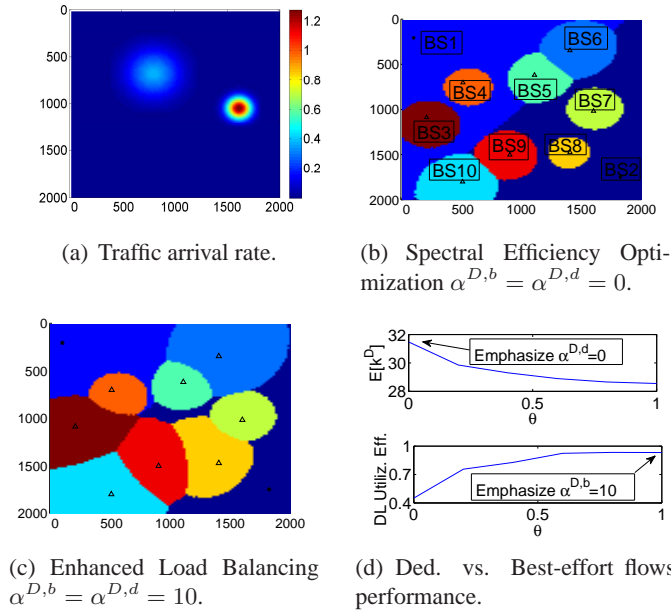 0
500
1000
1500
2000
0 1000 2000
1.2
1
0.8
0.6
0.4
0.2
(a) Traffic arrival rate.
0
500
1000
1500
2000
0 500 1000 1500 2000
BS1
BS6
BS4
BS5
BS7
BS3
BS9
BS8
BS10
BS2
(b) Spectral Efficiency Opti-
mization α^{D,b} = α^{D,d} = 0.
0
500
1000
1500
2000
0 500 1000 1500 2000
(c) Enhanced Load Balancing
α^{D,b} = α^{D,d} = 10.
E[k^D]
32
30
28
Emphasize α^{D,d}=0
0 0.5 1
θ
DL Utiliz. Eff.
1
0.7
0.4
Emphasize α^{D,b}=10
0 0.5 1
θ
(d) Ded. vs. Best-effort flows
performance.